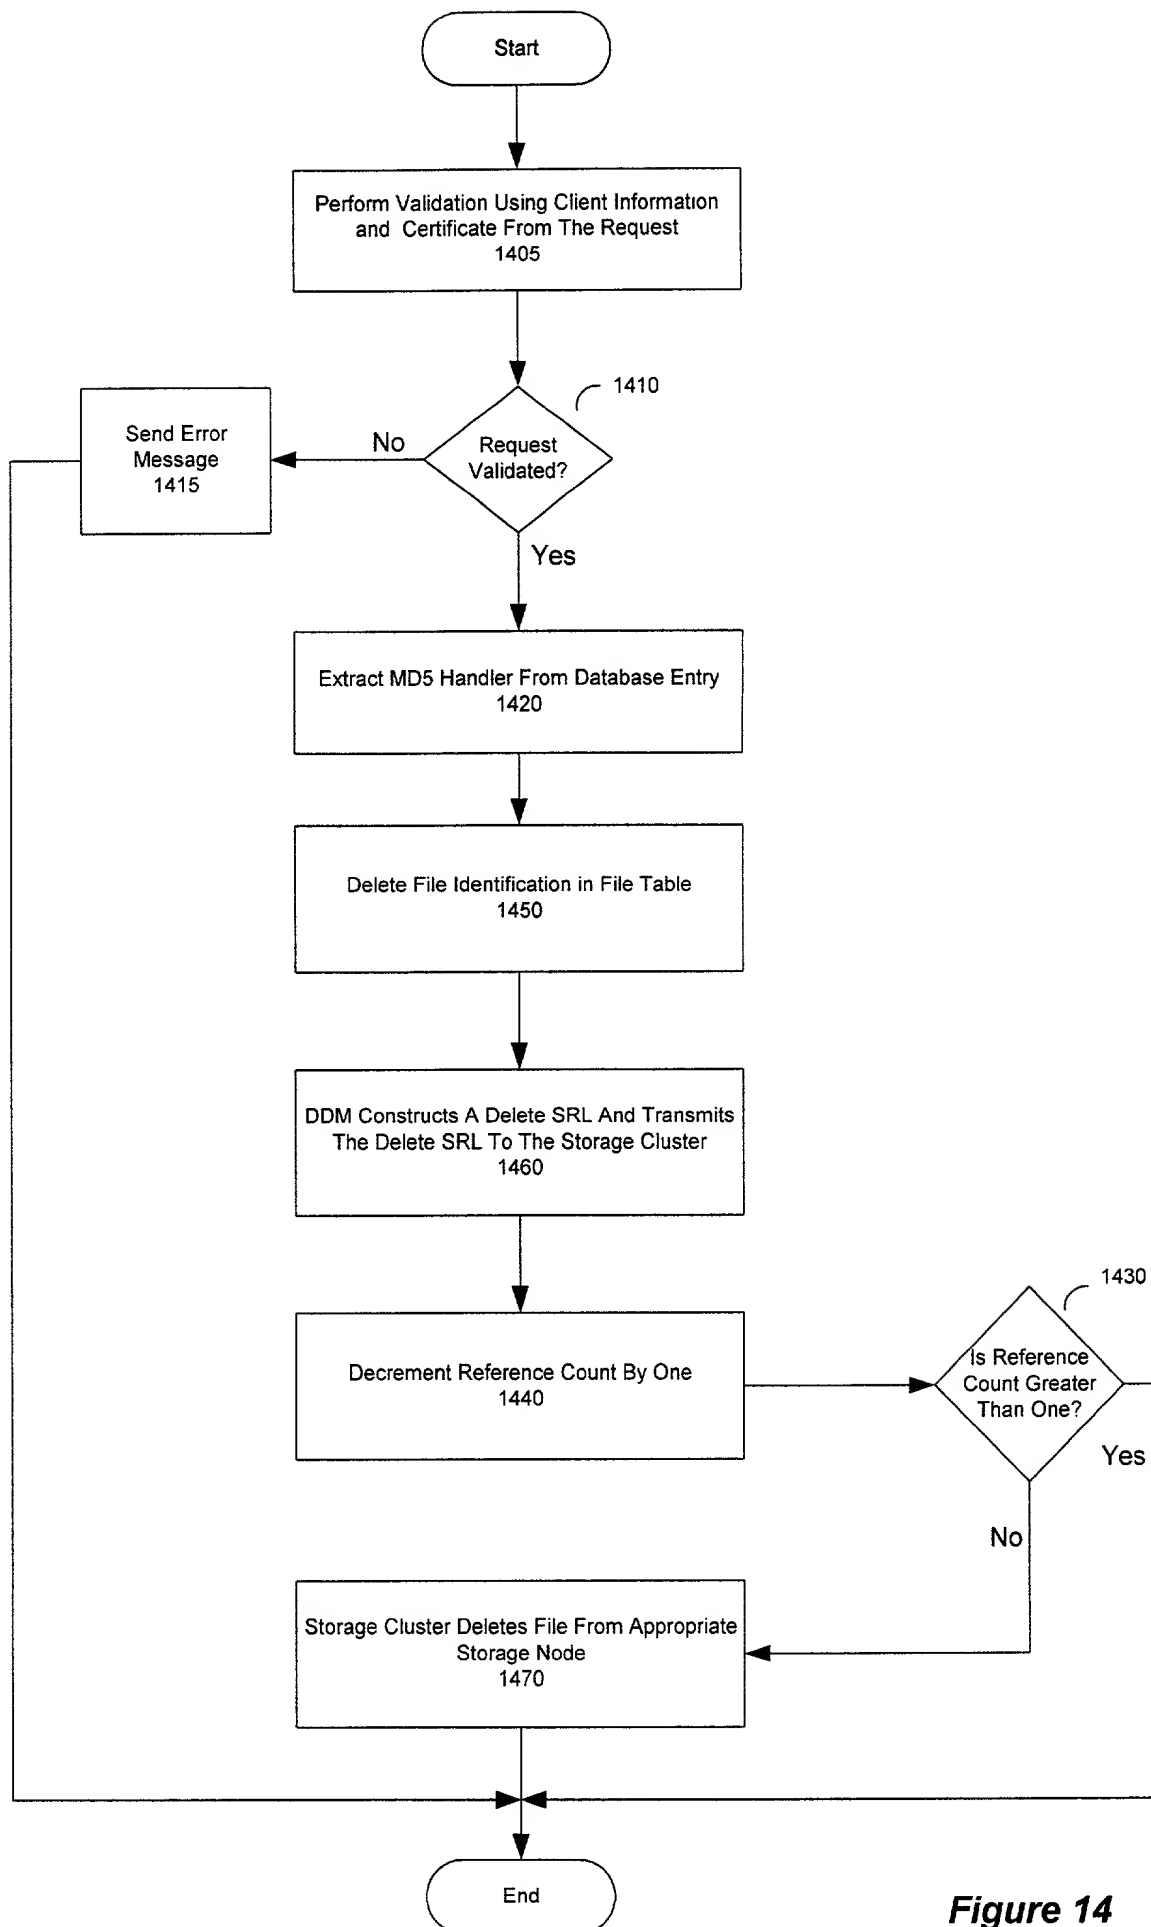 Start
Perform Validation Using Client Information
and Certificate From The Request
1405
1410
Request
Validated?
No
Send Error
Message
1415
Yes
Extract MD5 Handler From Database Entry
1420
Delete File Identification in File Table
1450
DDM Constructs A Delete SRL And Transmits
The Delete SRL To The Storage Cluster
1460
Decrement Reference Count By One
1440
1430
Is Reference
Count Greater
Than One?
Yes
No
Storage Cluster Deletes File From Appropriate
Storage Node
1470
End
Figure 14